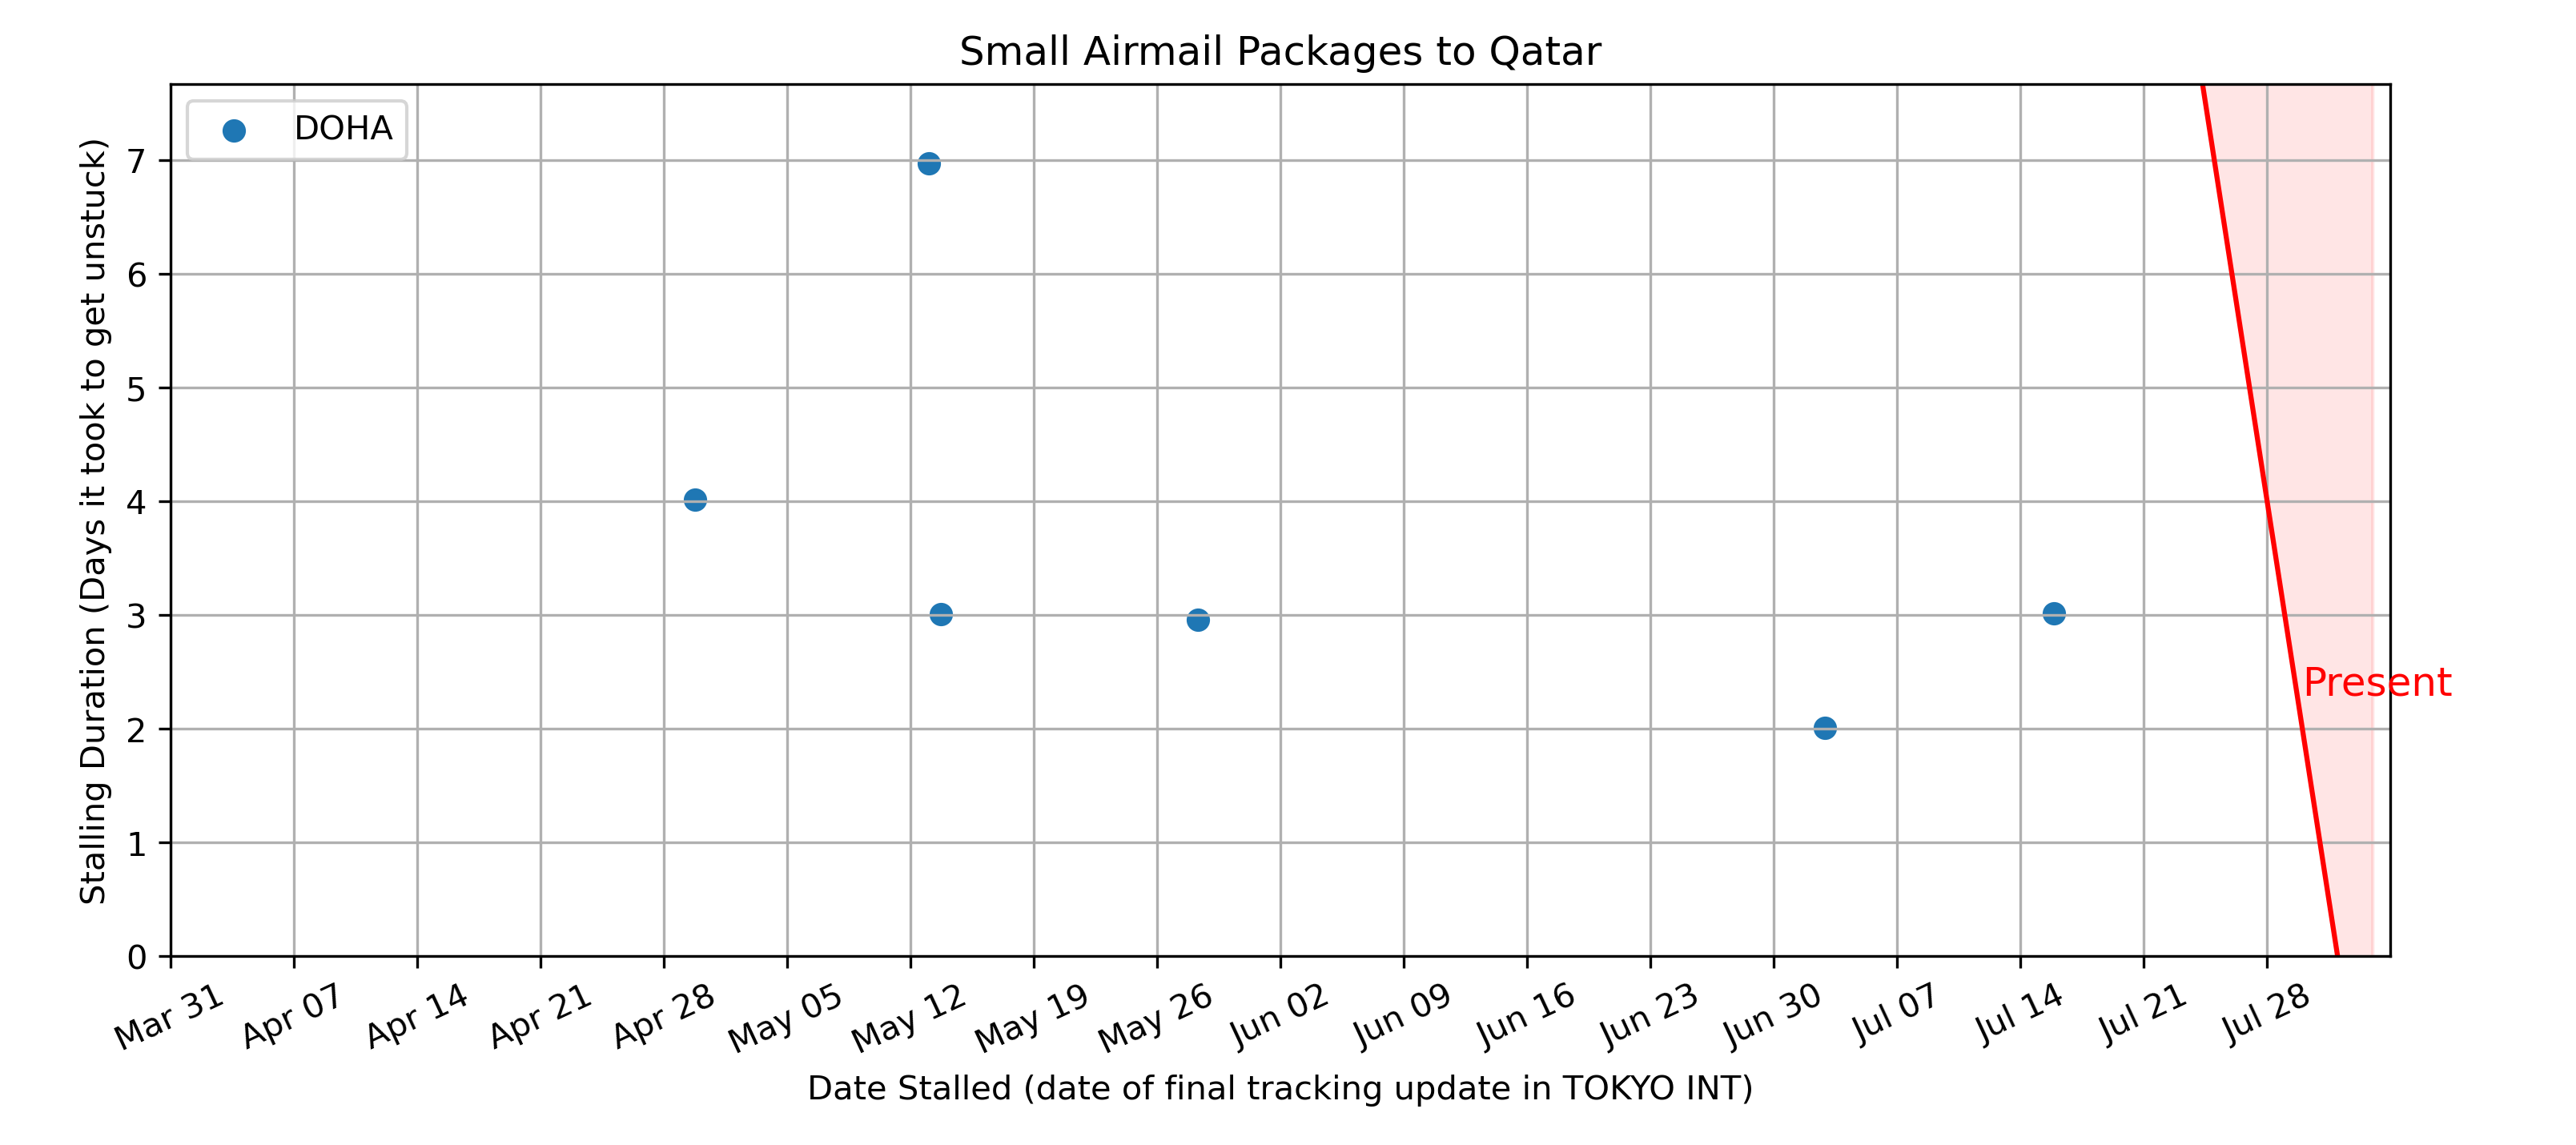 Small Airmail Packages to Qatar
DOHA
Stalling Duration (Days it took to get unstuck)
7
6
5
4
3
2
1
0
Present
Mar 31 Apr 07 Apr 14 Apr 21 Apr 28 May 05 May 12 May 19 May 26 Jun 02 Jun 09 Jun 16 Jun 23 Jun 30 Jul 07 Jul 14 Jul 21 Jul 28
Date Stalled (date of final tracking update in TOKYO INT)